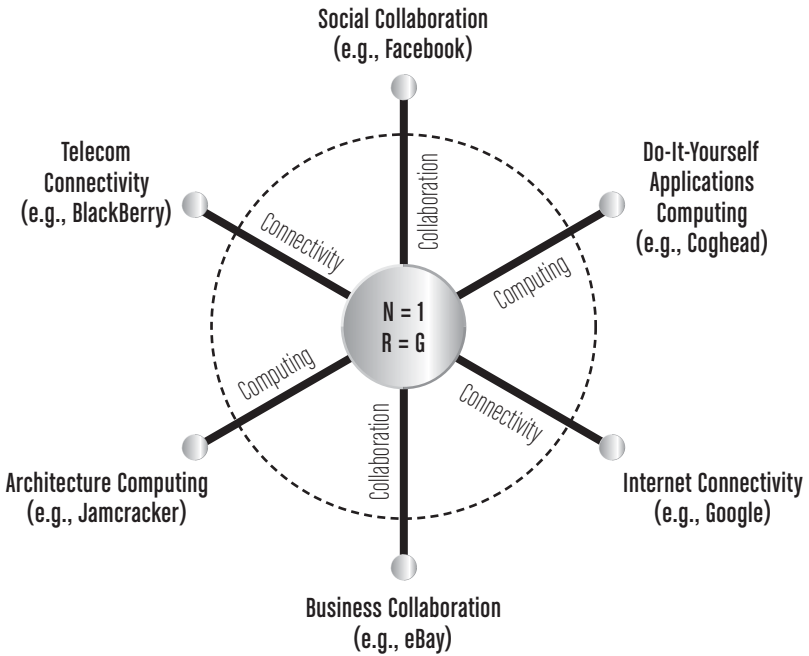 Social Collaboration
(e.g., Facebook)
Telecom
Connectivity
(e.g., BlackBerry)
Do-It-Yourself
Applications
Computing
(e.g., Coghead)
Collaboration
Connectivity
Computing
N = 1
R = G
Computing
Connectivity
Collaboration
Architecture Computing
(e.g., Jamcracker)
Internet Connectivity
(e.g., Google)
Business Collaboration
(e.g., eBay)